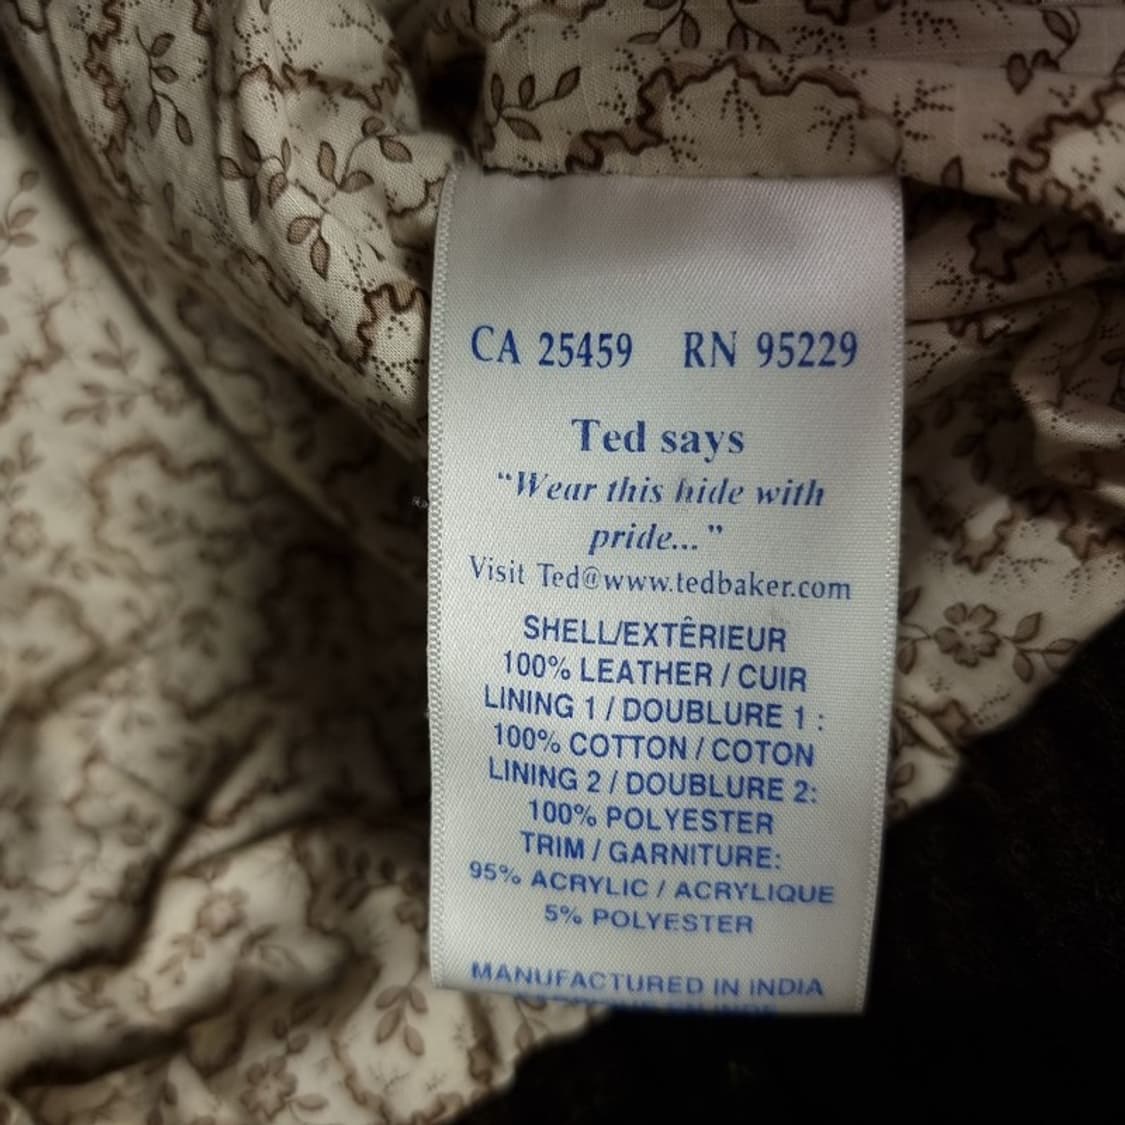 CA 25459 RN 95229
Ted says
“Wear this hide with
pride...”
Visit Ted@www.tedbaker.com
SHELL/EXTÊRIEUR
100% LEATHER / CUIR
LINING 1 / DOUBLURE 1 :
100% COTTON / COTON
LINING 2 / DOUBLURE 2:
100% POLYESTER
TRIM / GARNITURE:
95% ACRYLIC / ACRYLIQUE
5% POLYESTER
MANUFACTURED IN INDIA